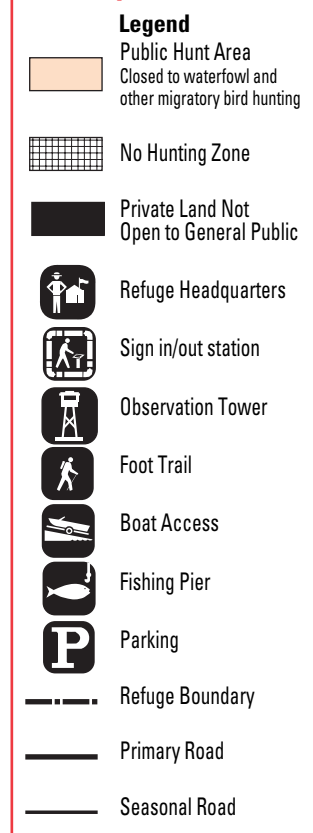 Legend
Public Hunt Area
Closed to waterfowl and
other migratory bird hunting
No Hunting Zone
Private Land Not
Open to General Public
Refuge Headquarters
Sign in/out station
Observation Tower
Foot Trail
Boat Access
Fishing Pier
P
Parking
Refuge Boundary
Primary Road
Seasonal Road